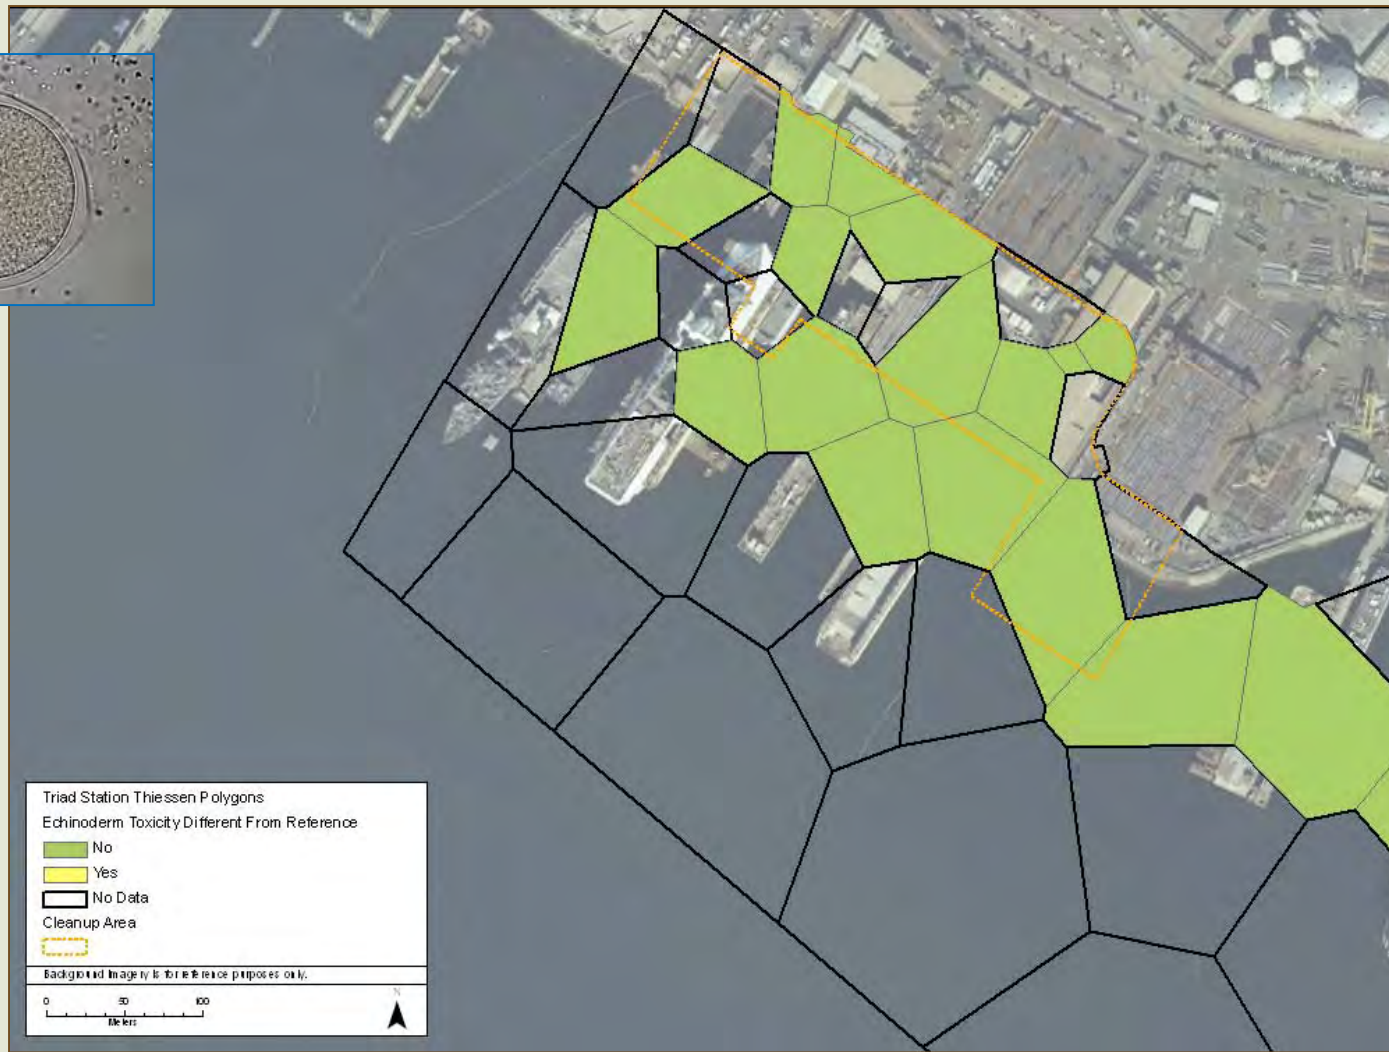 Triad Station Thiessen Polygons
Echinoderm Toxicity Different From Reference
No
Yes
No Data
Cleanup Area
Background Imagery is for reference purposes only.
0 50 100
Meters
N